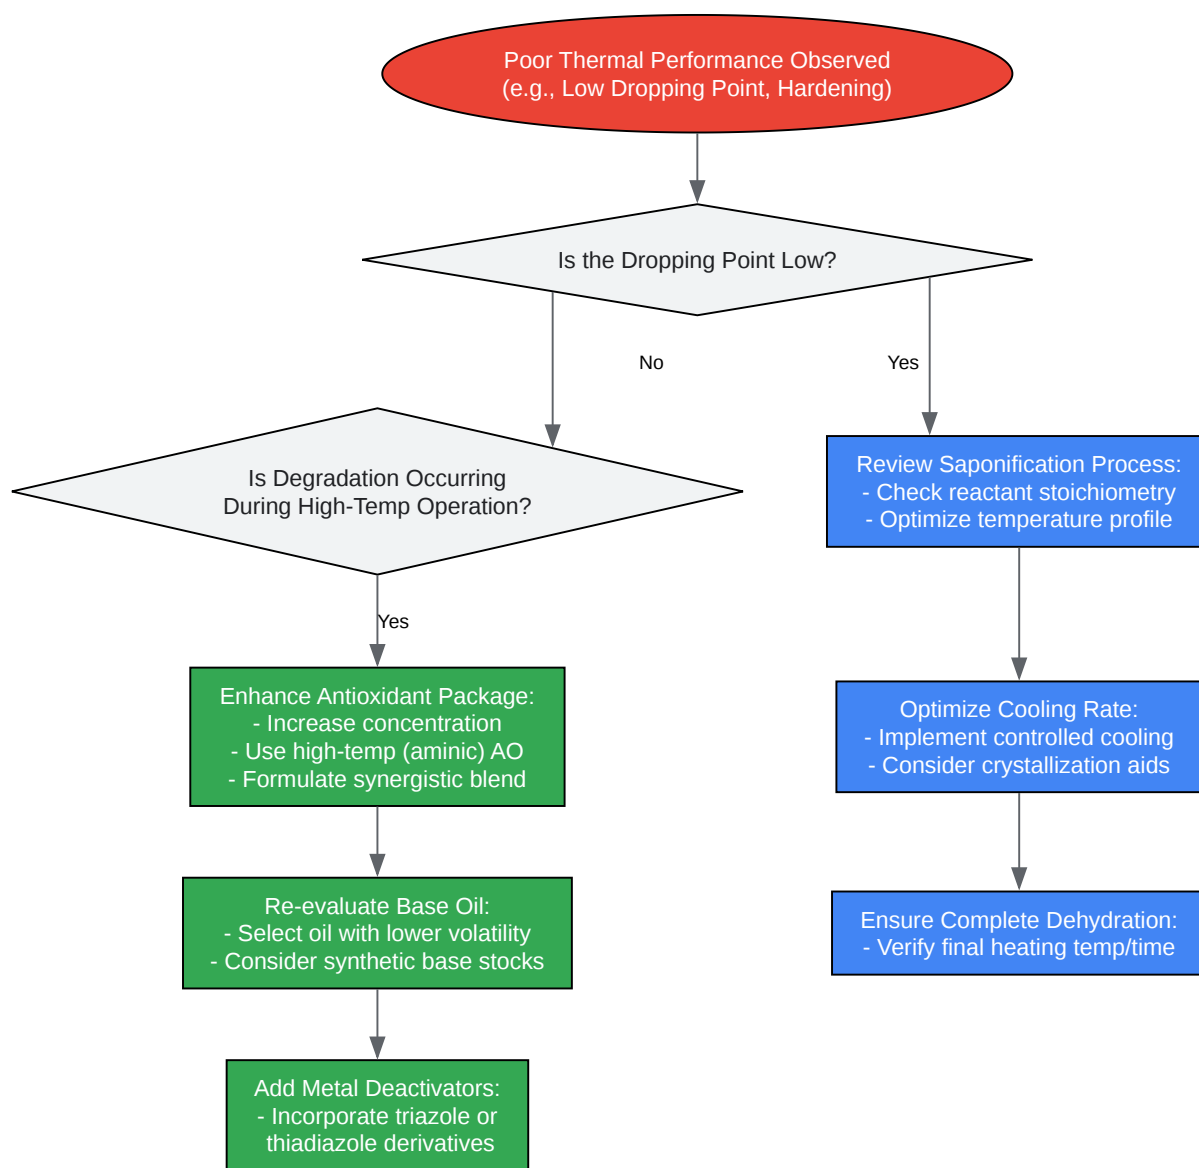 Poor Thermal Performance Observed
(e.g., Low Dropping Point, Hardening)
Is the Dropping Point Low?
No
Yes
Is Degradation Occurring
During High-Temp Operation?
Review Saponification Process:
- Check reactant stoichiometry
- Optimize temperature profile
Yes
Enhance Antioxidant Package:
- Increase concentration
- Use high-temp (aminic) AO
- Formulate synergistic blend
Optimize Cooling Rate:
- Implement controlled cooling
- Consider crystallization aids
Re-evaluate Base Oil:
- Select oil with lower volatility
- Consider synthetic base stocks
Ensure Complete Dehydration:
- Verify final heating temp/time
Add Metal Deactivators:
- Incorporate triazole or
thiadiazole derivatives